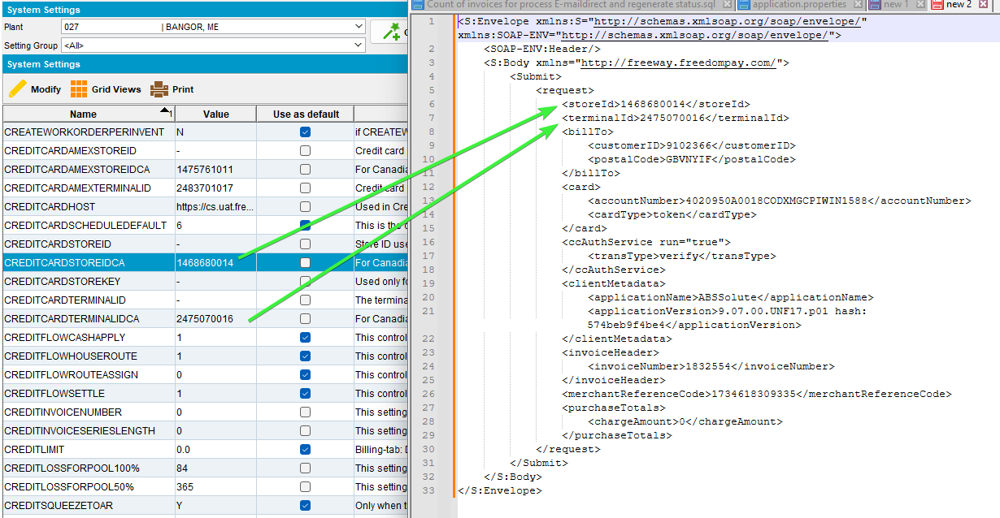 System Settings
Plant 027 | BANGOR, ME
Setting Group <All>
System Settings
Modify Grid Views Print
Name 1 Value Use as default
CREATEWORKORDERPERINVENT N if CREATEW
CREDITCARDAMEXSTOREID - Credit card
CREDITCARDAMEXSTOREIDCA 1475761011 For Canadia
CREDITCARDAMEXTERMINALID 2483701017 Credit card
CREDITCARDHOST https://cs.uat.fre... Used in Cre
CREDITCARDSCHEDULEDEFAULT 6 This is the d
CREDITCARDSTOREID - Store ID use
CREDITCARDSTOREIDCA 1468680014 For Canadia
CREDITCARDSTOREKEY - Used only fo
CREDITCARDTERMINALID - The termina
CREDITCARDTERMINALIDCA 2475070016 For Canadia
CREDITFLOWCASHAPPLY 1 This control
CREDITFLOWHOUSEROUTE 1 This control
CREDITFLOWROUTEASSIGN 0 This control
CREDITFLOWSETTLE 1 This control
CREDITINVOICENUMBER 0 This setting
CREDITINVOICESERIESLENGTH 0 This setting
CREDITLIMIT 0.0 Billing-tab: D
CREDITLOSSFORPOOL100% 84 This setting
CREDITLOSSFORPOOL50% 365 This setting
CREDITSQUEEZETOAR Y Only when t
Count of invoices for process E-maildirect and regenerate status.sql application.properties new 1 new 2
1 <S:Envelope xmlns:S="http://schemas.xmlsoap.org/soap/envelope/"
xmlns:SOAP-ENV="http://schemas.xmlsoap.org/soap/envelope/">
2 <SOAP-ENV:Header/>
3 <S:Body xmlns="http://freeway.freedompay.com/">
4 <Submit>
5 <request>
6 <storeId>1468680014</storeId>
7 <terminalId>2475070016</terminalId>
8 <billTo>
9 <customerID>9102366</customerID>
10 <postalCode>GBVNYIF</postalCode>
11 </billTo>
12 <card>
13 <accountNumber>4020950A0018CODXMGCPIWIN1588</accountNumber>
14 <cardType>token</cardType>
15 </card>
16 <ccAuthService run="true">
17 <transType>verify</transType>
18 </ccAuthService>
19 <clientMetadata>
20 <applicationName>ABSSolute</applicationName>
21 <applicationVersion>9.07.00.UNF17.p01 hash:
574beb9f4be4</applicationVersion>
22 </clientMetadata>
23 <invoiceHeader>
24 <invoiceNumber>1832554</invoiceNumber>
25 </invoiceHeader>
26 <merchantReferenceCode>1734618309335</merchantReferenceCode>
27 <purchaseTotals>
28 <chargeAmount>0</chargeAmount>
29 </purchaseTotals>
30 </request>
31 </Submit>
32 </S:Body>
33 </S:Envelope>